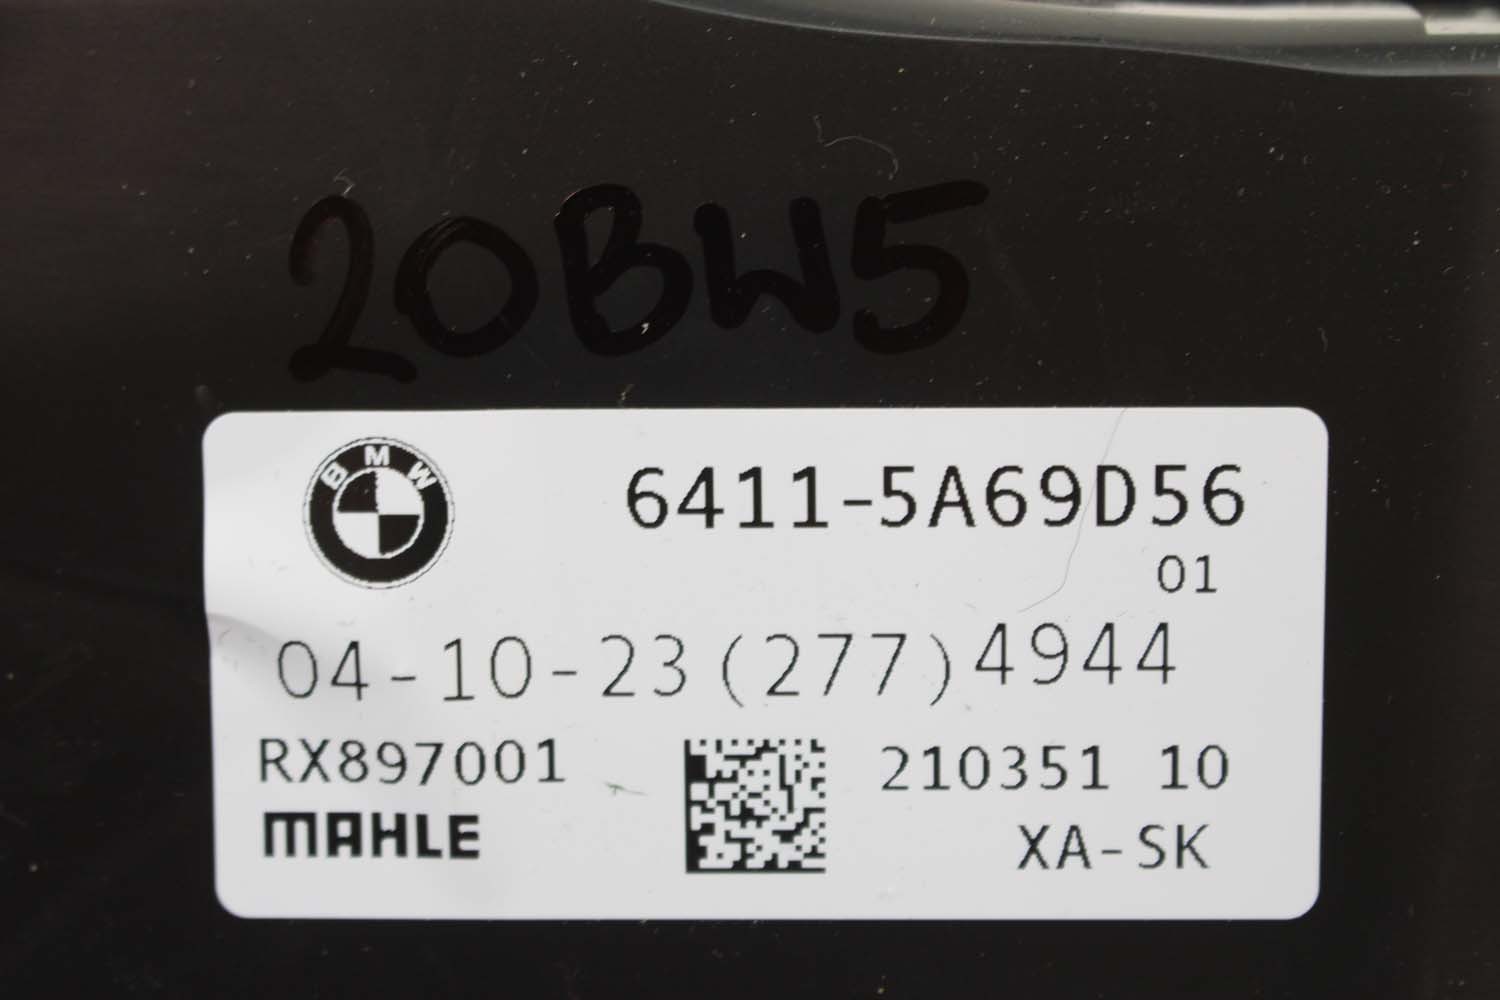 20BW5
BMW
6411-5A69D56
01
04-10-23(277)4944
RX897001
210351 10
MAHLE
XA-SK